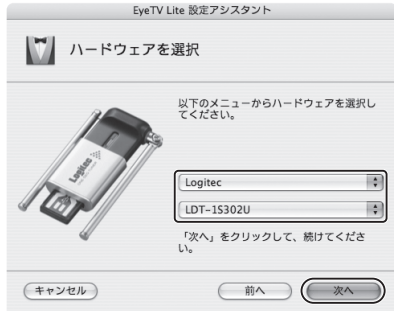 EyeTV Lite 設定アシスタント
ハードウェアを選択
以下のメニューからハードウェアを選択し
てください。
Logitec
Logitec
LDT-1S302U
「次へ」をクリックして、続けてくださ
い。
キャンセル
前へ
次へ